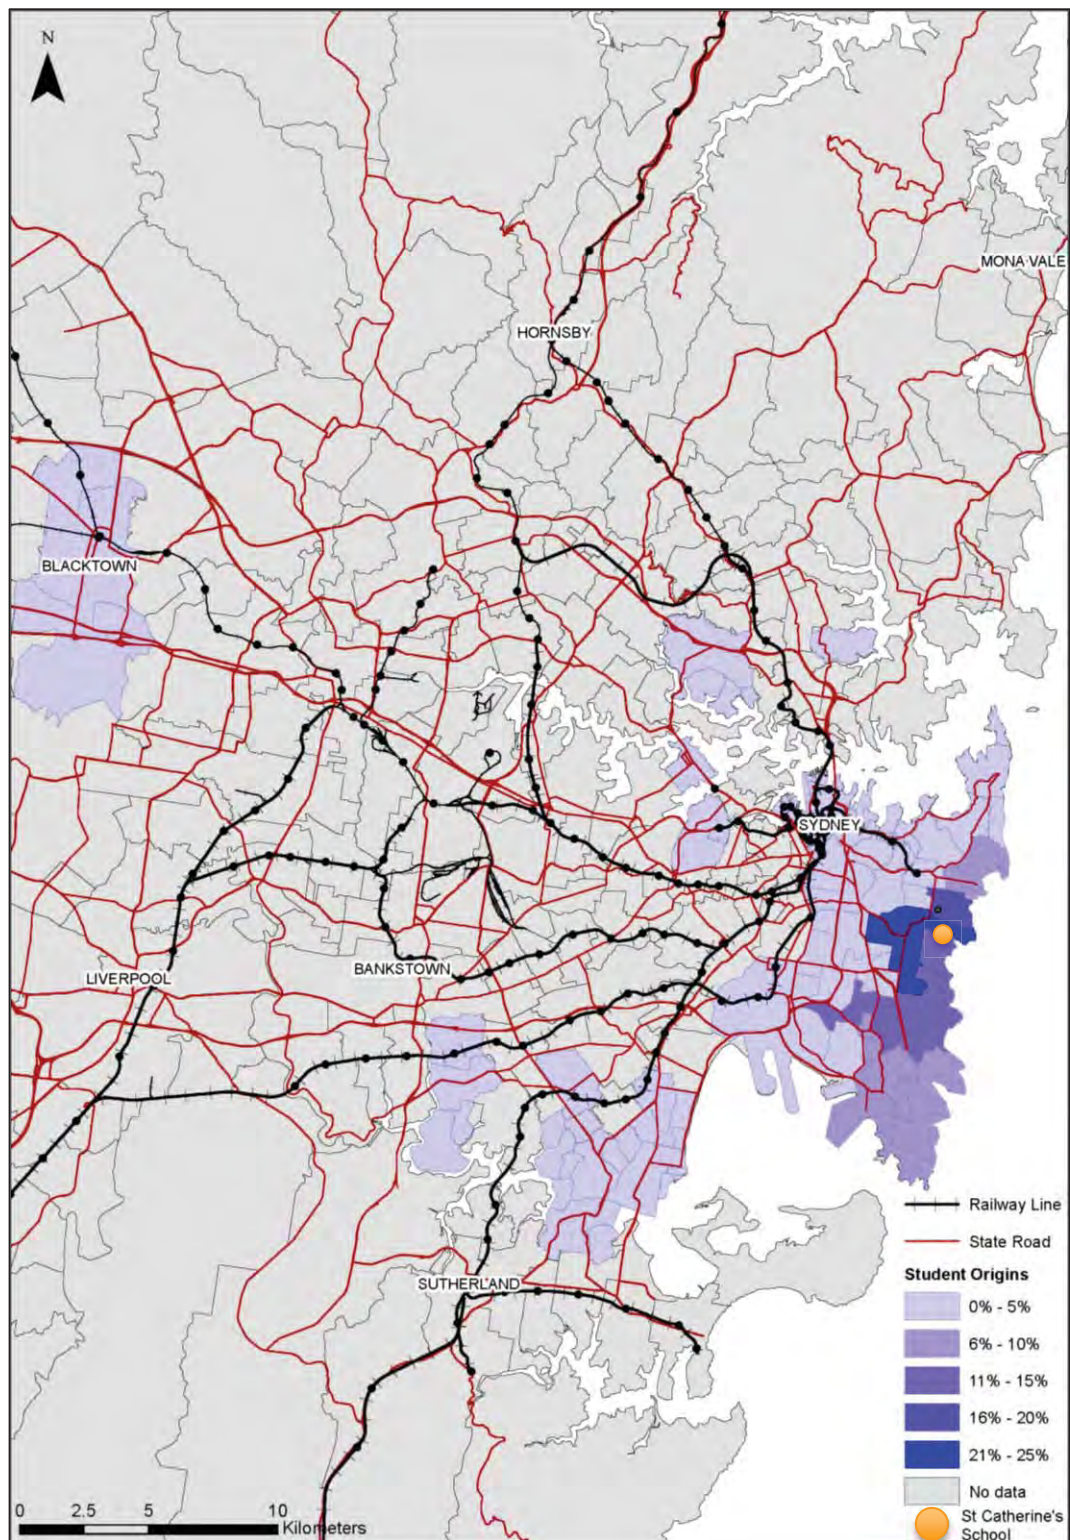 N
MONA VALE
HORNSBY
BLACKTOWN
SYDNEY
LIVERPOOL
BANKSTOWN
SUTHERLAND
Railway Line
State Road
Student Origins
0% - 5%
6% - 10%
11% - 15%
16% - 20%
21% - 25%
No data
St Catherine's
School
0 2.5 5 10
Kilometers